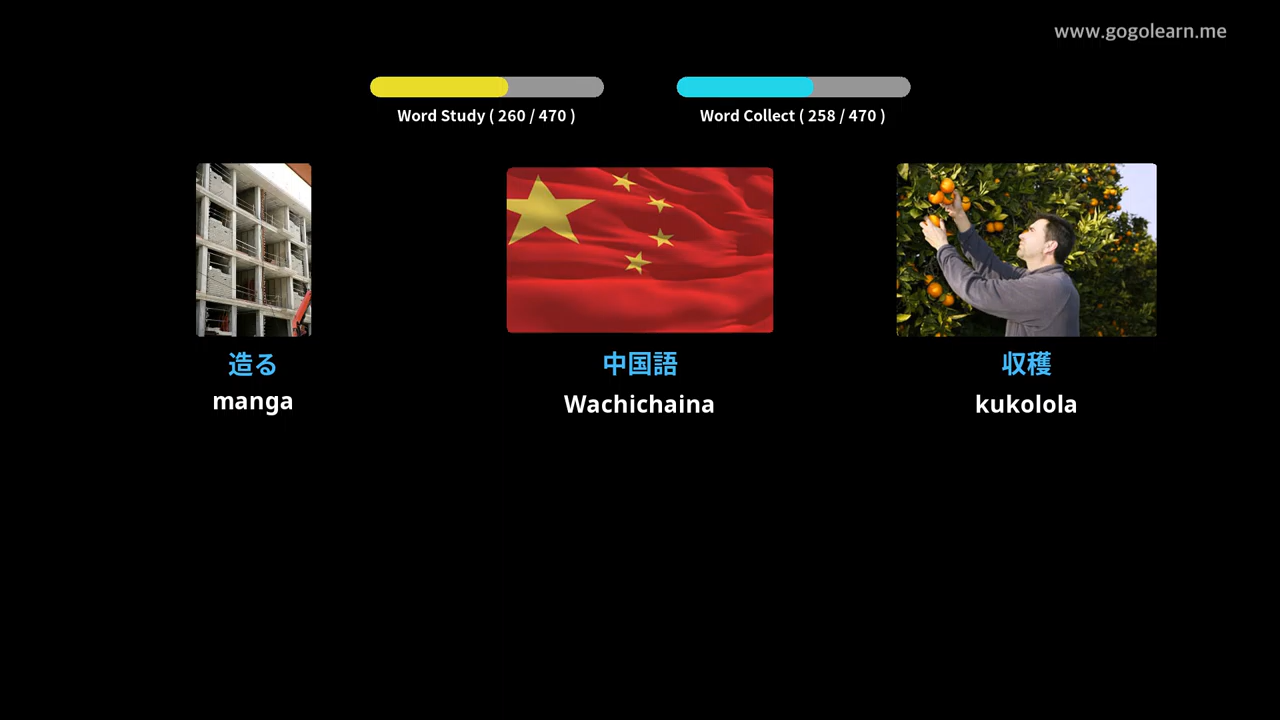 www.gogolearn.me
Word Study ( 260 / 470 )
Word Collect ( 258 / 470 )
造る
中国語
収穫
manga
Wachichaina
kukolola